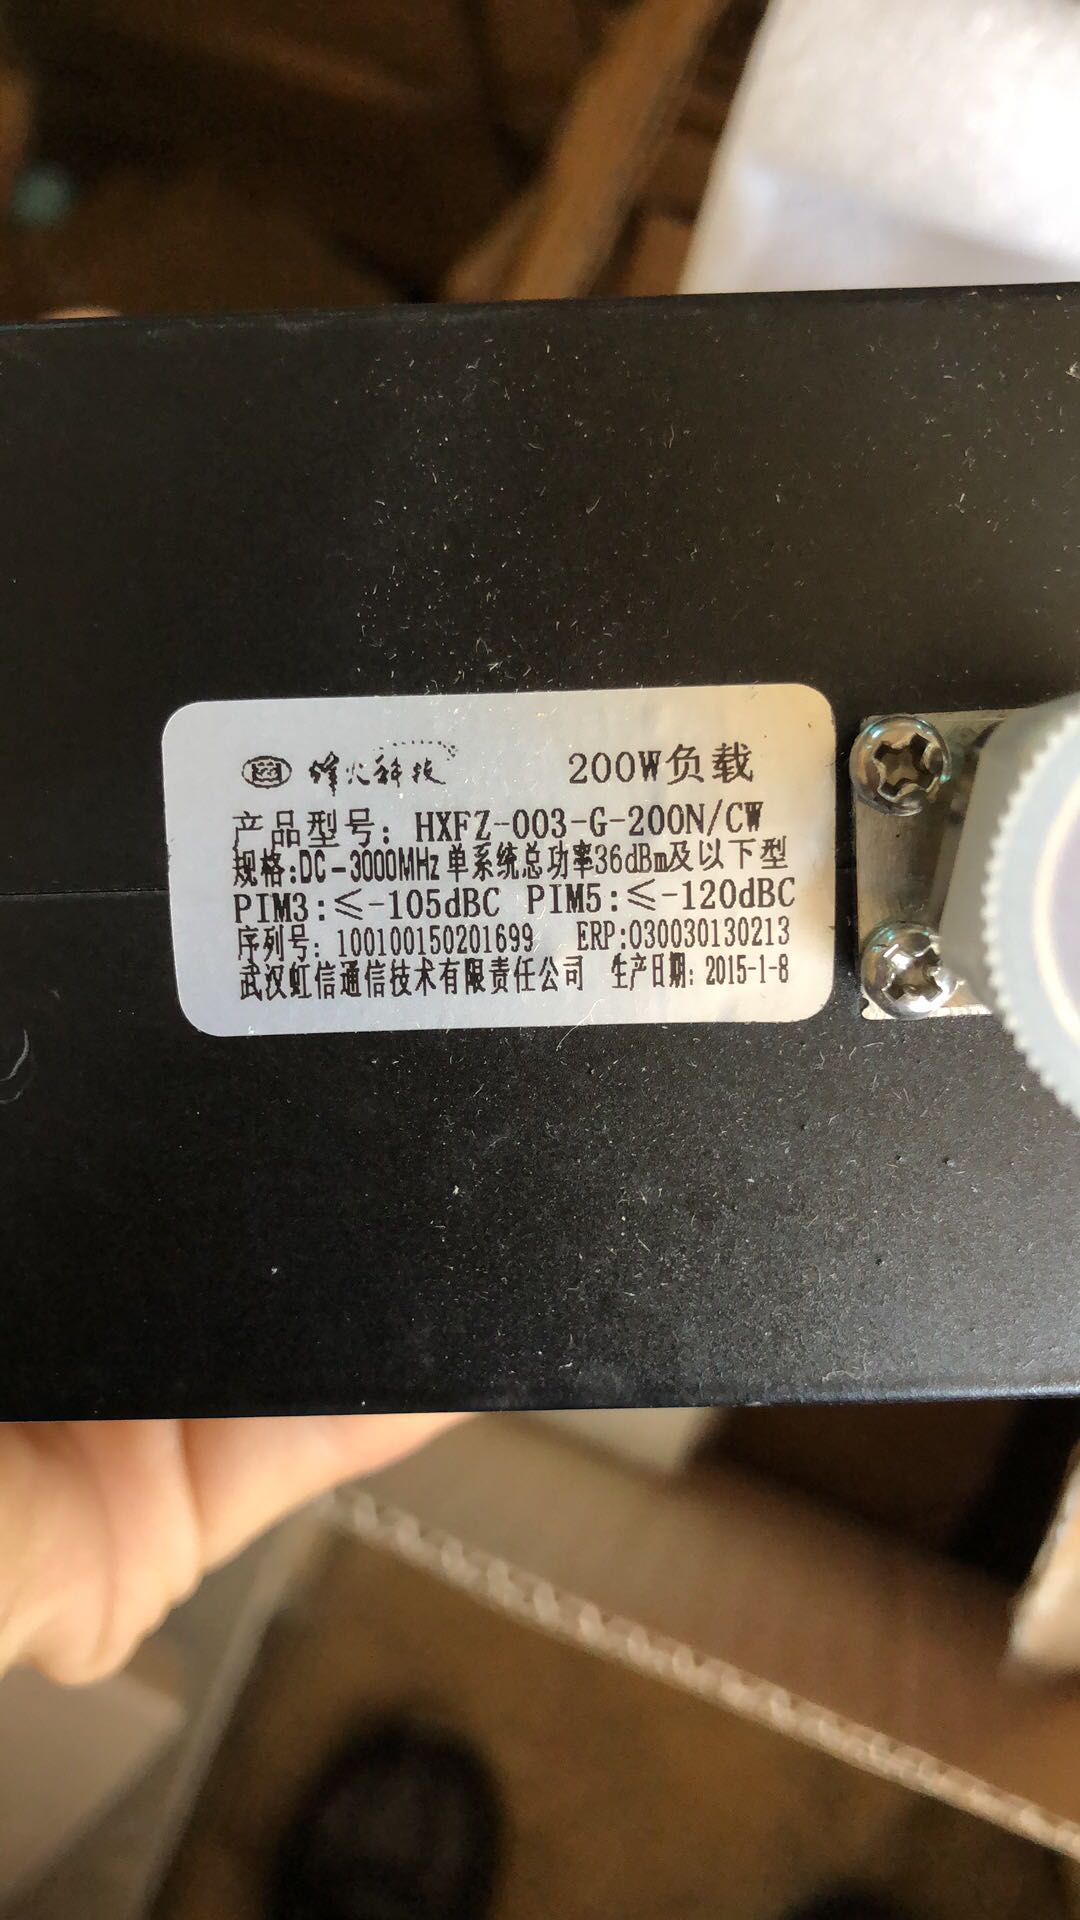 烽火科技 200W负载
产品型号: HXFZ-003-G-200N/CW
规格:DC-3000MHz 单系统总功率36dBm及以下型
PIM3:≤-105dBC PIM5:≤-120dBC
序列号: 100100150201699 ERP:030030130213
武汉虹信通信技术有限责任公司 生产日期: 2015-1-8